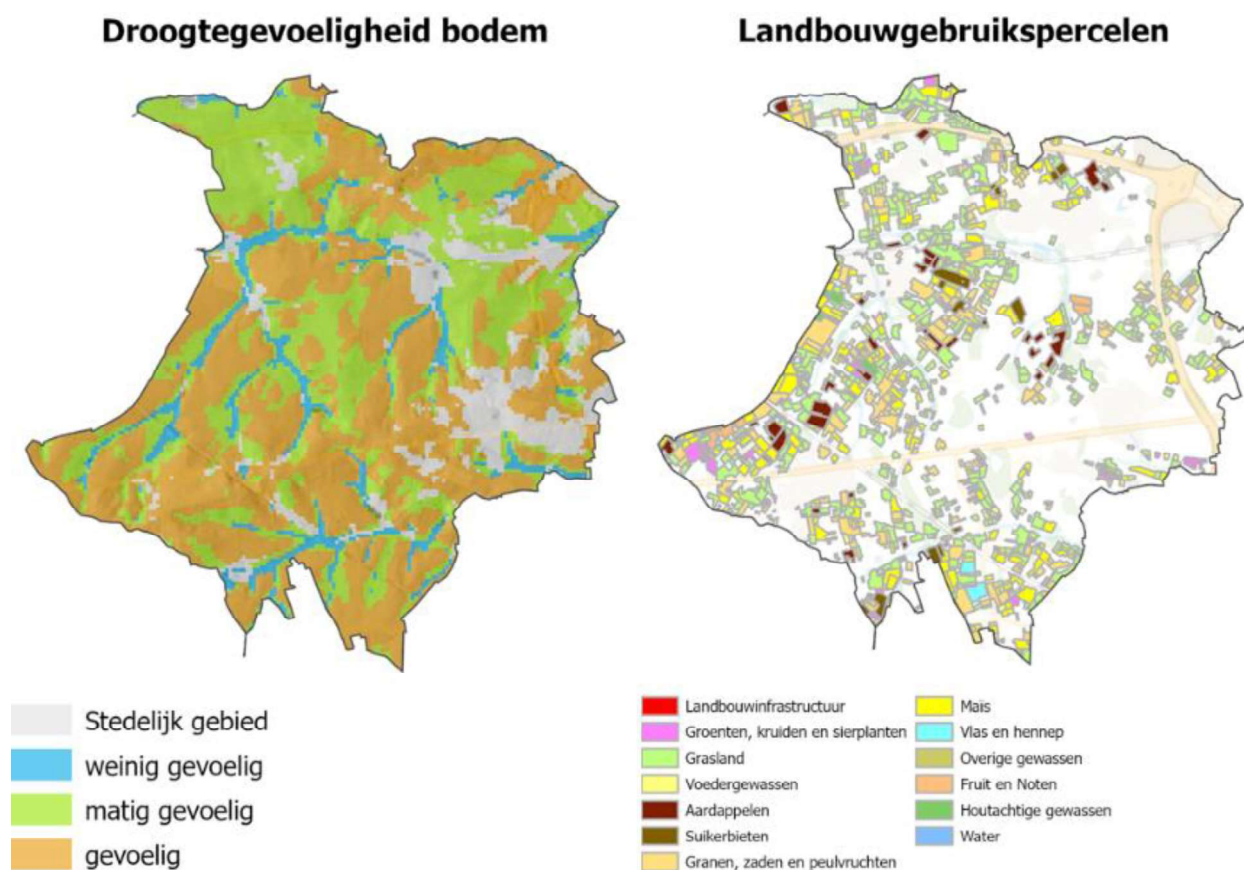 Droogtegevoeligheid bodem
Landbouwgebruikspercelen
Stedelijk gebied
weinig gevoelig
matig gevoelig
gevoelig
Landbouwinfrastructuur
Groenten, kruiden en sierplanten
Grasland
Voedergewassen
Aardappelen
Suikerbieten
Granen, zaden en peulvruchten
Maïs
Vlas en hennep
Overige gewassen
Fruit en Noten
Houtachtige gewassen
Water